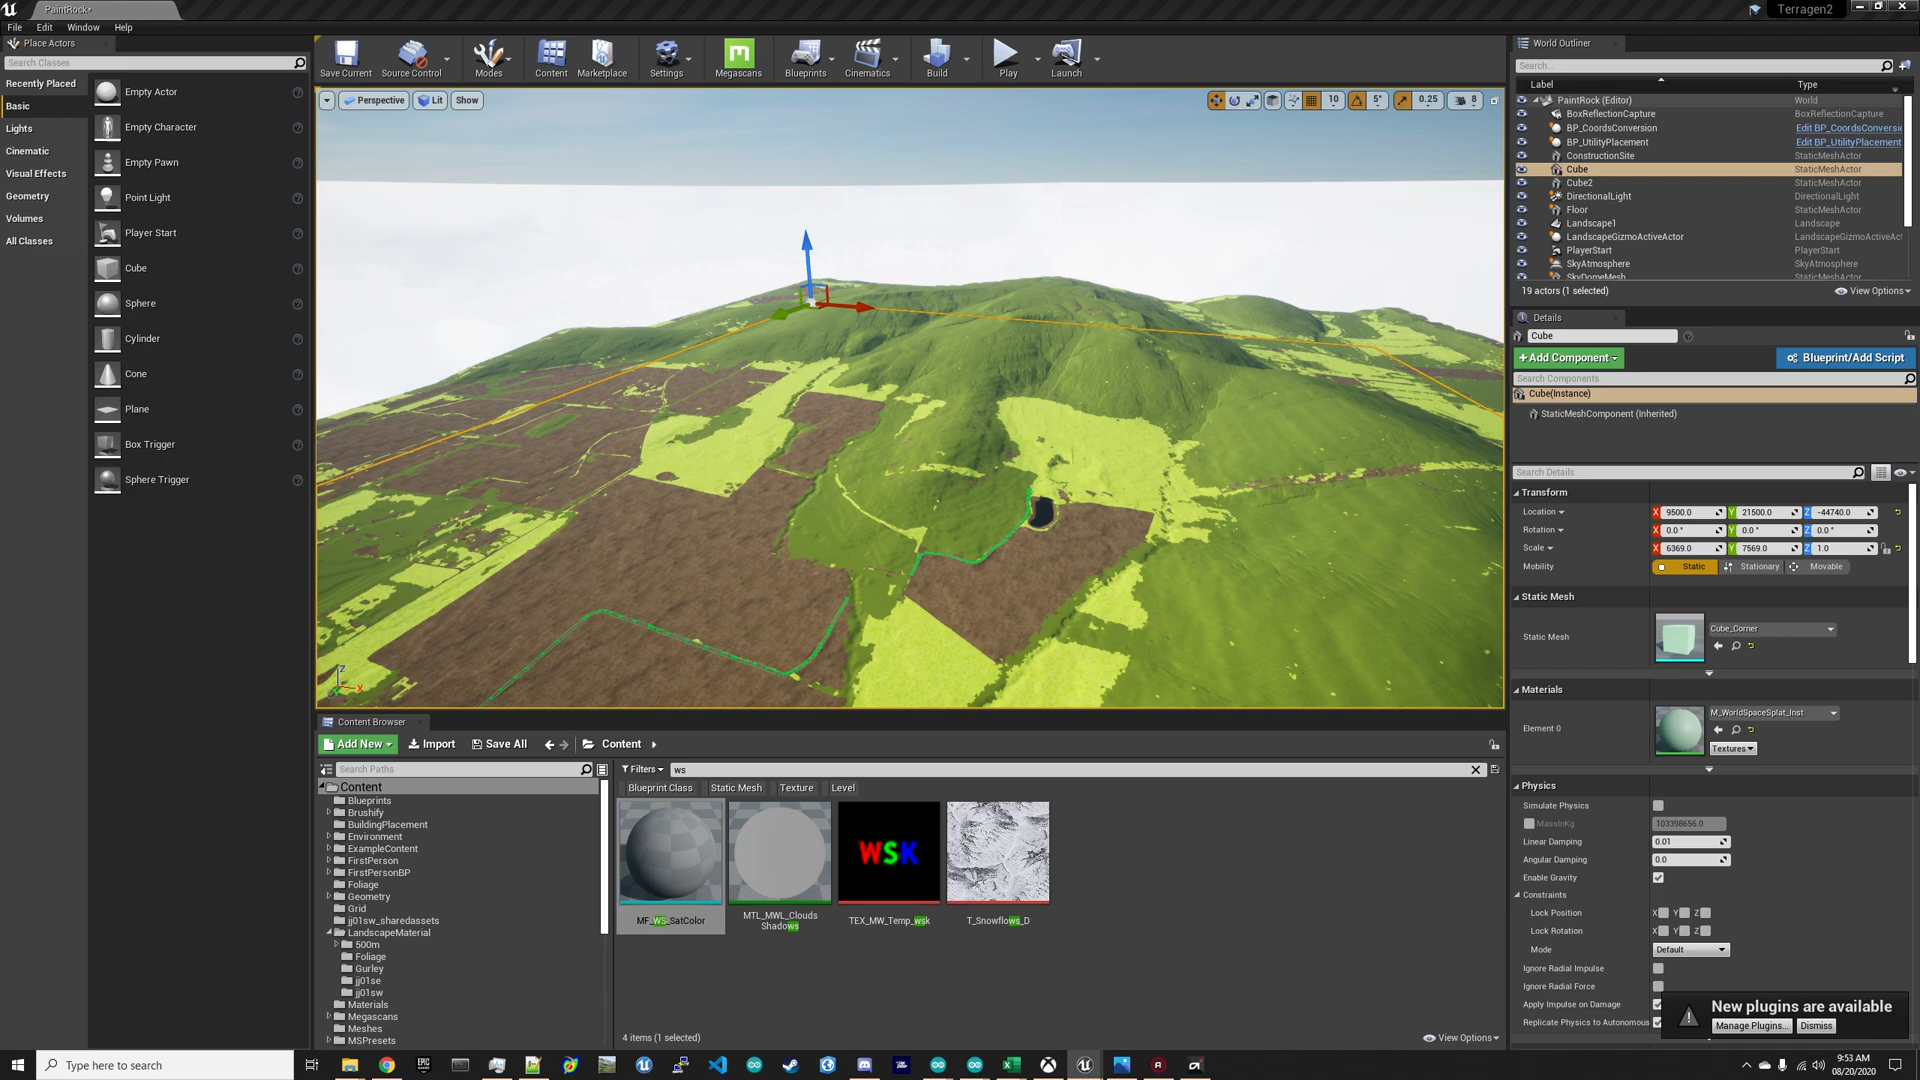 PaintRock*
Terragen2
File Edit Window Help
Place Actors
Search Classes
Recently Placed
Basic
Lights
Cinematic
Visual Effects
Geometry
Volumes
All Classes
Empty Actor
Empty Character
Empty Pawn
Point Light
Player Start
Cube
Sphere
Cylinder
Cone
Plane
Box Trigger
Sphere Trigger
Save Current Source Control Modes Content Marketplace Settings Megascans Blueprints Cinematics Build Play Launch
Perspective Lit Show
10 5° 0.25 8
Z
X
World Outliner
Search...
Label Type
PaintRock (Editor) World
BoxReflectionCapture BoxReflectionCapture
BP_CoordsConversion Edit BP_CoordsConversi
BP_UtilityPlacement Edit BP_UtilityPlacement
ConstructionSite StaticMeshActor
Cube StaticMeshActor
Cube2 StaticMeshActor
DirectionalLight DirectionalLight
Floor StaticMeshActor
Landscape1 Landscape
LandscapeGizmoActiveActor LandscapeGizmoActiveAct
PlayerStart PlayerStart
SkyAtmosphere SkyAtmosphere
SkyDomeMesh StaticMeshActor
19 actors (1 selected) View Options
Details
Cube
+Add Component Blueprint/Add Script
Search Components
Cube(Instance)
StaticMeshComponent (Inherited)
Search Details
Transform
Location X 9500.0 Y 21500.0 Z -44740.0
Rotation X 0.0 ° Y 0.0 ° Z 0.0 °
Scale X 6369.0 Y 7569.0 Z 1.0
Mobility Static Stationary Movable
Static Mesh
Static Mesh Cube_Corner
Materials
Element 0 M_WorldSpaceSplat_Inst
Textures
Physics
Simulate Physics
MassInKg 103398656.0
Linear Damping 0.01
Angular Damping 0.0
Enable Gravity
Constraints
Lock Position X Y Z
Lock Rotation X Y Z
Mode Default
Ignore Radial Impulse
Ignore Radial Force
Apply Impulse on Damage
Replicate Physics to Autonomous
New plugins are available
Manage Plugins... Dismiss
Content Browser
Add New Import Save All Content
Search Paths
Content
Blueprints
Brushify
BuildingPlacement
Environment
ExampleContent
FirstPerson
FirstPersonBP
Foliage
Geometry
Grid
jj01sw_sharedassets
LandscapeMaterial
500m
Foliage
Gurley
jj01se
jj01sw
Materials
Megascans
Meshes
MSPresets
Filters ws
Blueprint Class Static Mesh Texture Level
WSK
MF_WS_SatColor
MTL_MWL_Clouds
Shadows
TEX_MW_Temp_wsk
T_Snowflows_D
4 items (1 selected) View Options
Type here to search
9:53 AM
08/20/2020